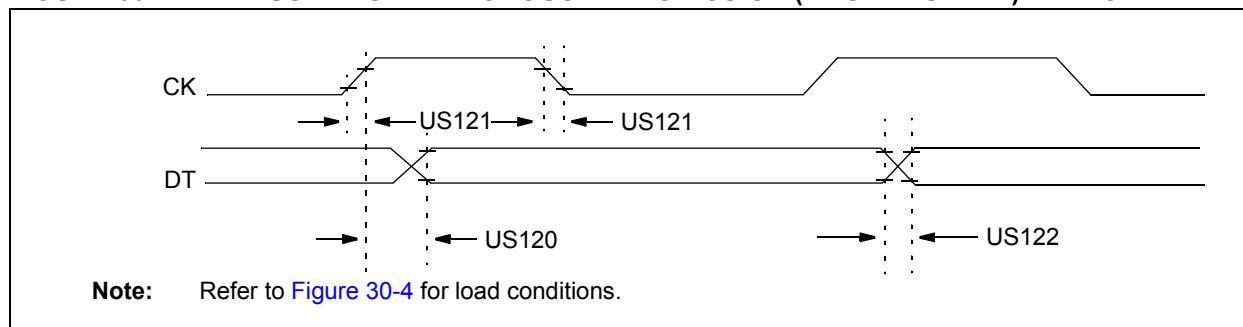 CK
US121 US121
DT
US120 US122
Note: Refer to Figure 30-4 for load conditions.